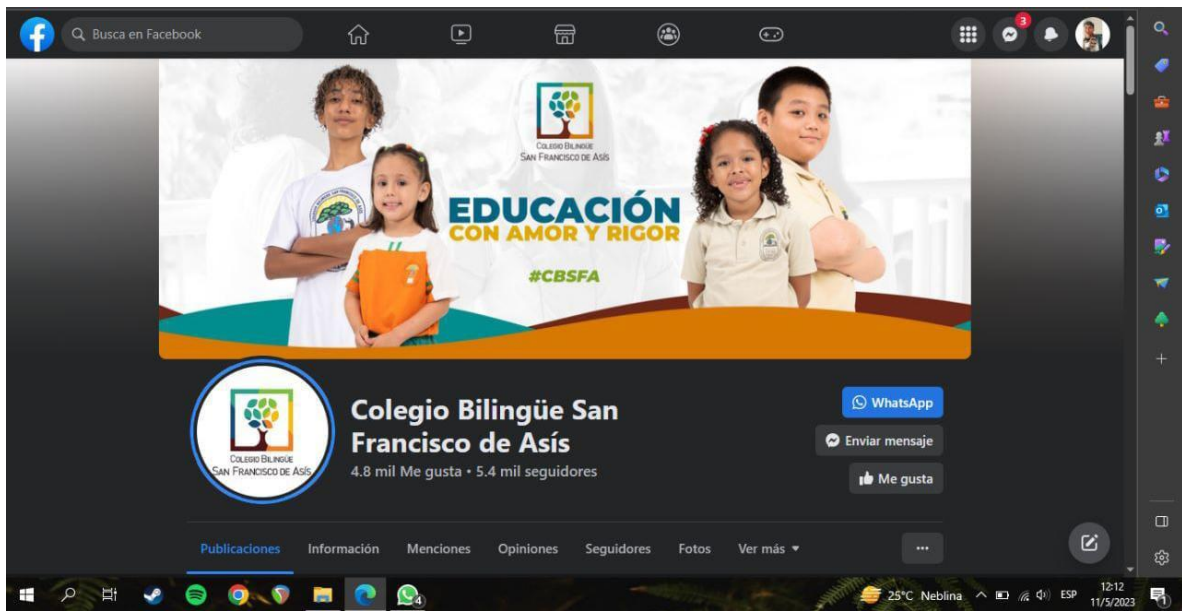 Busca en Facebook
3
COLEGIO BILINGÜE
SAN FRANCISCO DE ASÍS
EDUCACIÓN
CON AMOR Y RIGOR
#CBSFA
COLEGIO BILINGÜE
SAN FRANCISCO DE ASÍS
Colegio Bilingüe San
Francisco de Asís
4.8 mil Me gusta • 5.4 mil seguidores
WhatsApp
Enviar mensaje
Me gusta
Publicaciones Información Menciones Opiniones Seguidores Fotos Ver más
4
25°C Neblina ESP 12:12
11/5/2023
1